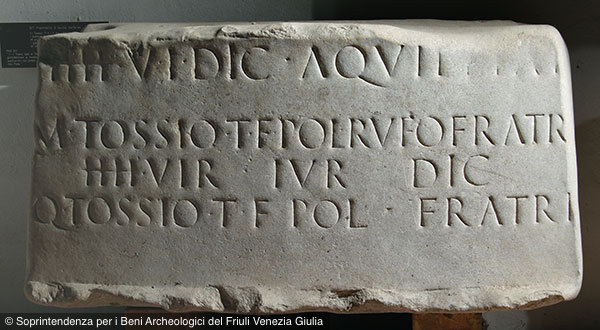 IIII·VI·DIC·AQVIL
M·TOSSIO·T·F·POL·RVFO·FRATR
IIII·VIR IVR DIC
Q·TOSSIO·T·F POL· FRATRI
© Soprintendenza per i Beni Archeologici del Friuli Venezia Giulia